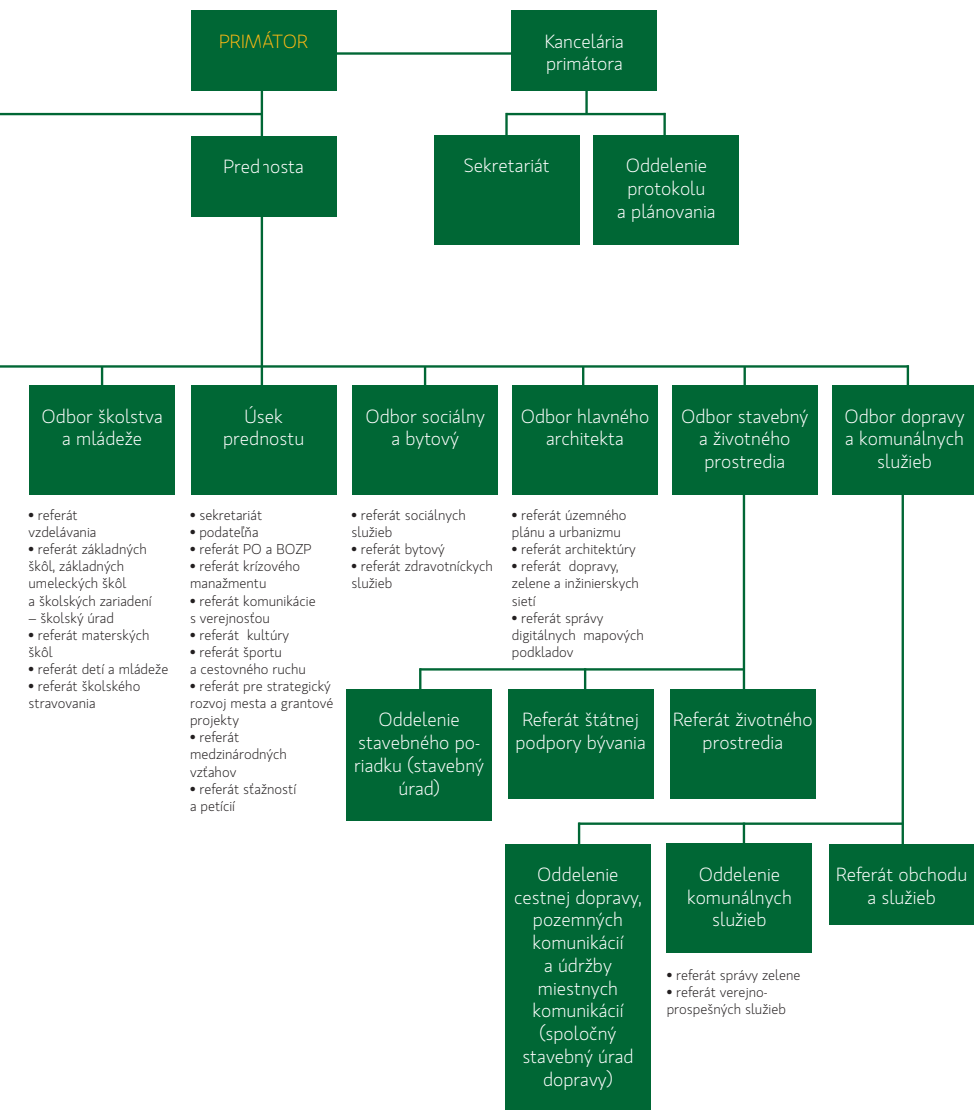 PRIMÁTOR
Kancelária
primátora
Prednosta
Sekretariát
Oddelenie
protokolu
a plánovania
Odbor školstva
a mládeže
• referát
vzdelávania
• referát základných
škôl, základných
umeleckých škôl
a školských zariadení
– školský úrad
• referát materských
škôl
• referát detí a mládeže
• referát školského
stravovania
Úsek
prednostu
• sekretariát
• podateľňa
• referát PO a BOZP
• referát krízového
manažmentu
• referát komunikácie
s verejnosťou
• referát kultúry
• referát športu
a cestovného ruchu
• referát pre strategický
rozvoj mesta a grantové
projekty
• referát
medzinárodných
vzťahov
• referát sťažností
a petícií
Odbor sociálny
a bytový
• referát sociálnych
služieb
• referát bytový
• referát zdravotníckych
služieb
Odbor hlavného
architekta
• referát územného
plánu a urbanizmu
• referát architektúry
• referát dopravy,
zelene a inžinierskych
sietí
• referát správy
digitálnych mapových
podkladov
Odbor stavebný
a životného
prostredia
Odbor dopravy
a komunálnych
služieb
Oddelenie
stavebného po-
riadku (stavebný
úrad)
Referát štátnej
podpory bývania
Referát životného
prostredia
Oddelenie
cestnej dopravy,
pozemných
komunikácií
a údržby
miestnych
komunikácií
(spoločný
stavebný úrad
dopravy)
Oddelenie
komunálnych
služieb
• referát správy zelene
• referát verejno-
prospešných služieb
Referát obchodu
a služieb